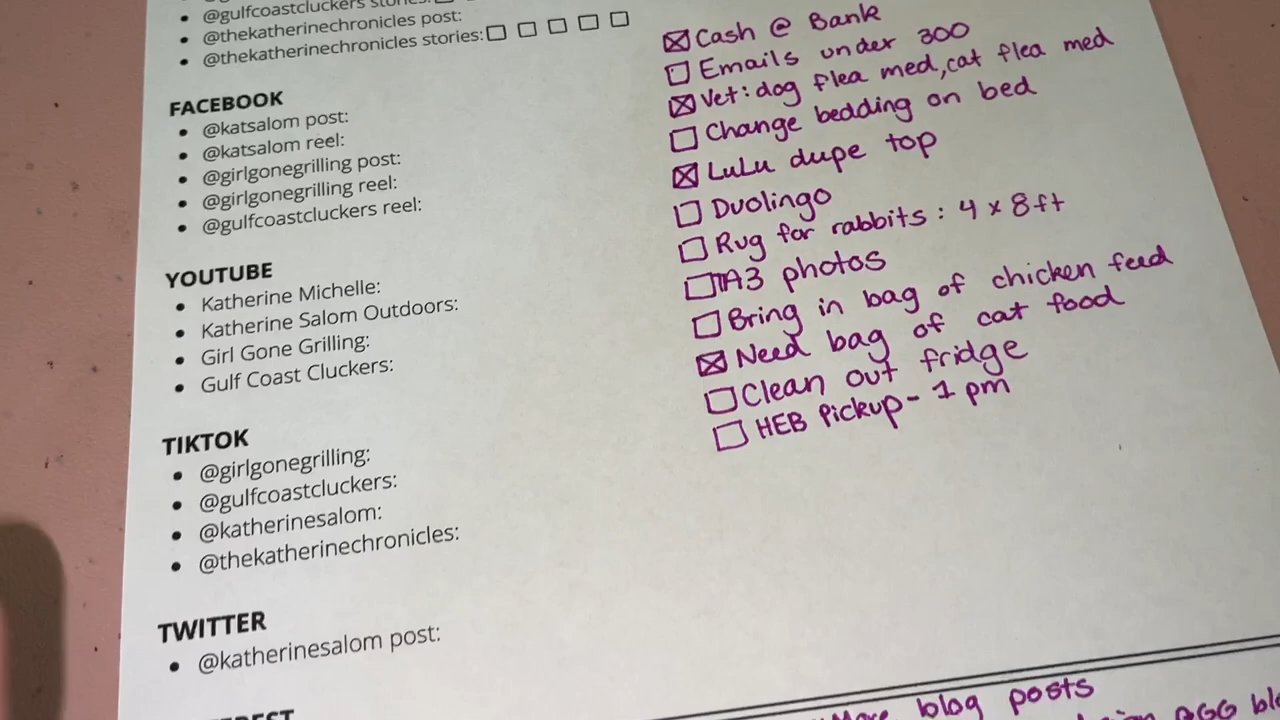 @gulfcoastcluckers stories:
@thekatherinechronicles post:
@thekatherinechronicles stories:
FACEBOOK
@katsalom post:
@katsalom reel:
@girlgonegrilling post:
@girlgonegrilling reel:
@gulfcoastcluckers reel:
YOUTUBE
Katherine Michelle:
Katherine Salom Outdoors:
Girl Gone Grilling:
Gulf Coast Cluckers:
TIKTOK
@girlgonegrilling:
@gulfcoastcluckers:
@katherinesalom:
@thekatherinechronicles:
TWITTER
@katherinesalom post:
Cash @ Bank
Emails under 300
Vet: dog flea med, cat flea med
Change bedding on bed
LuLu dupe top
Duolingo
Rug for rabbits: 4 x 8ft
TA3 photos
Bring in bag of chicken feed
Need bag of cat food
Clean out fridge
HEB Pickup - 1 pm
More blog posts